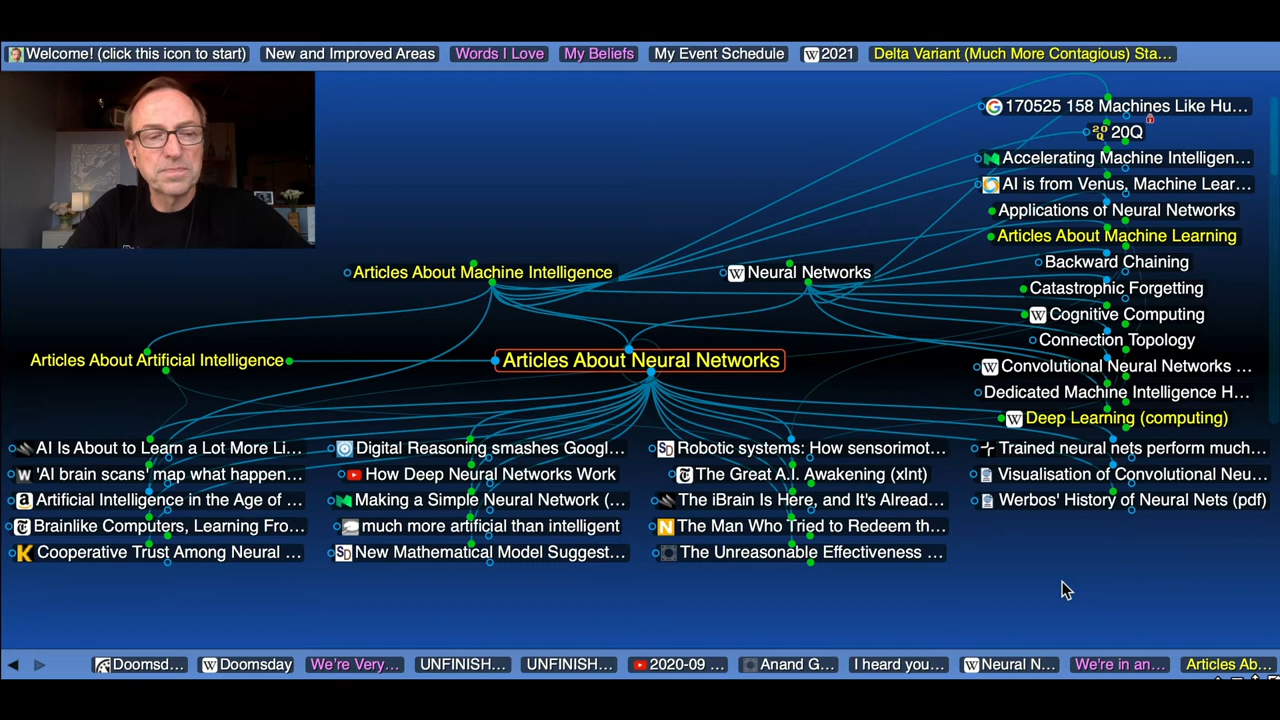 Welcome! (click this icon to start) New and Improved Areas Words I Love My Beliefs My Event Schedule 2021 Delta Variant (Much More Contagious) Sta...
170525 158 Machines Like Hu...
20Q
Accelerating Machine Intelligen...
AI is from Venus, Machine Lear...
Applications of Neural Networks
Articles About Machine Learning
Backward Chaining
Catastrophic Forgetting
Cognitive Computing
Connection Topology
Convolutional Neural Networks ...
Dedicated Machine Intelligence H...
Deep Learning (computing)
Articles About Machine Intelligence
Neural Networks
Articles About Artificial Intelligence
Articles About Neural Networks
AI Is About to Learn a Lot More Li...
'AI brain scans' map what happen...
Artificial Intelligence in the Age of ...
Brainlike Computers, Learning Fro...
Cooperative Trust Among Neural ...
Digital Reasoning smashes Googl...
How Deep Neural Networks Work
Making a Simple Neural Network (...
much more artificial than intelligent
New Mathematical Model Suggest...
Robotic systems: How sensorimot...
The Great A.I. Awakening (xlnt)
The iBrain Is Here, and It's Alread...
The Man Who Tried to Redeem th...
The Unreasonable Effectiveness ...
Trained neural nets perform much...
Visualisation of Convolutional Neu...
Werbos' History of Neural Nets (pdf)
Doomsd... Doomsday We're Very... UNFINISH... UNFINISH... 2020-09 ... Anand G... I heard you... Neural N... We're in an... Articles Ab...